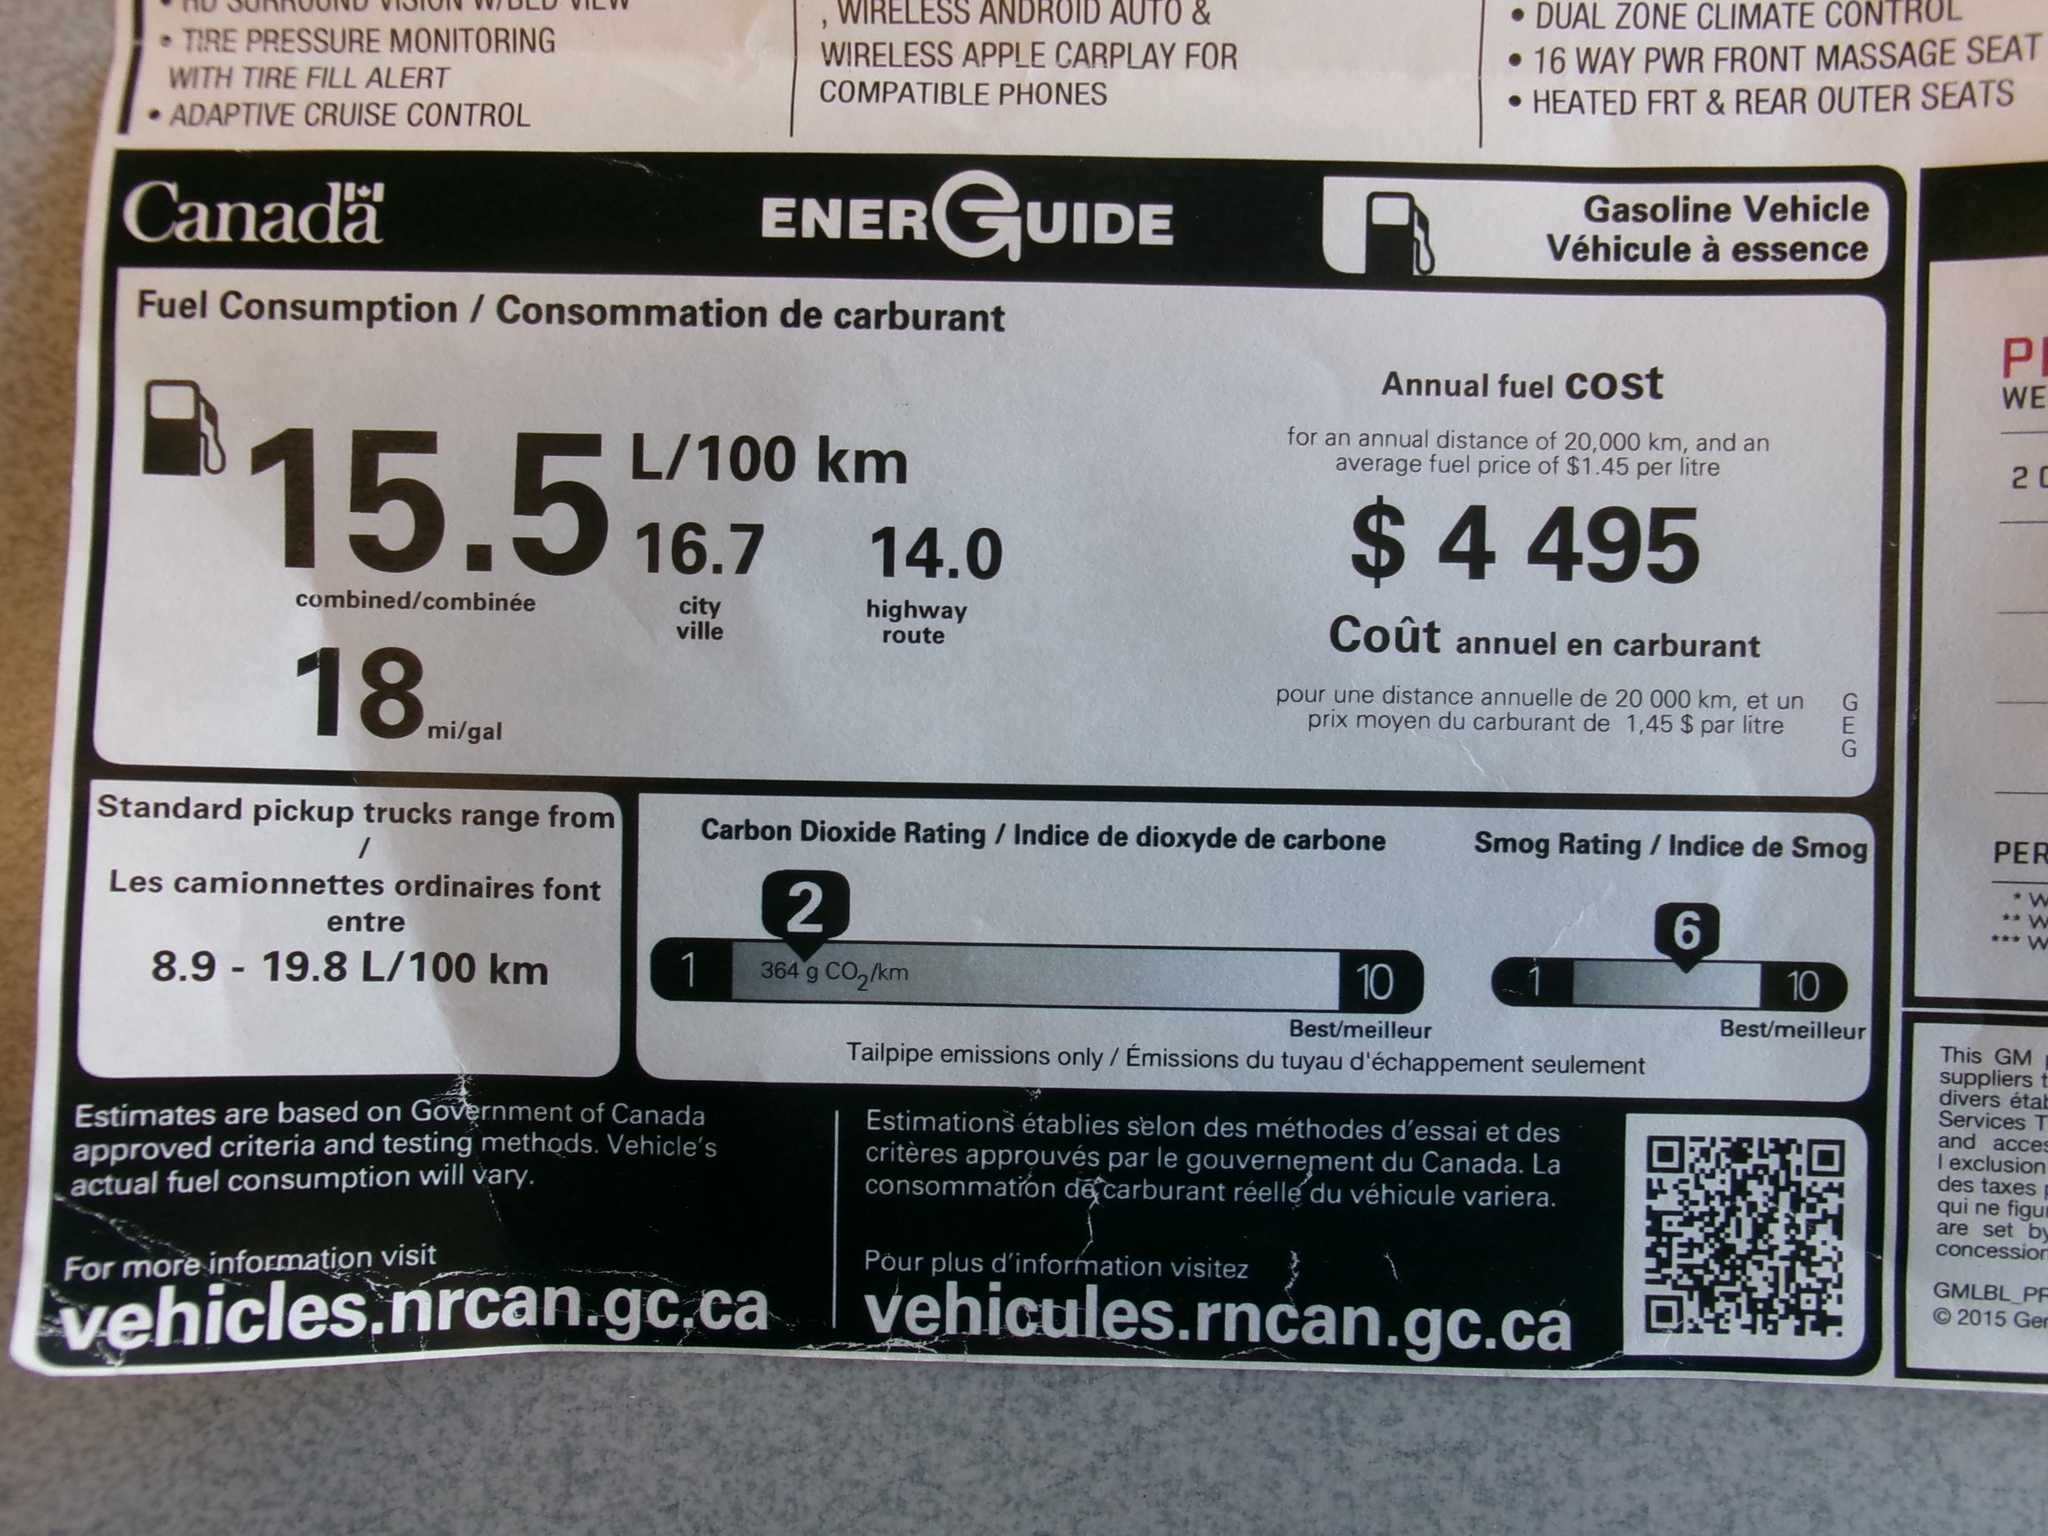 HD SURROUND VISION W/BED VIEW
• TIRE PRESSURE MONITORING
WITH TIRE FILL ALERT
• ADAPTIVE CRUISE CONTROL
, WIRELESS ANDROID AUTO &
WIRELESS APPLE CARPLAY FOR
COMPATIBLE PHONES
• DUAL ZONE CLIMATE CONTROL
• 16 WAY PWR FRONT MASSAGE SEAT
• HEATED FRT & REAR OUTER SEATS
Canada
ENERGUIDE
Gasoline Vehicle
Véhicule à essence
Fuel Consumption / Consommation de carburant
15.5 L/100 km
combined/combinée
16.7
city
ville
14.0
highway
route
18 mi/gal
Annual fuel cost
for an annual distance of 20,000 km, and an
average fuel price of $1.45 per litre
$ 4 495
Coût annuel en carburant
pour une distance annuelle de 20 000 km, et un
prix moyen du carburant de 1,45 $ par litre
G
E
G
Standard pickup trucks range from
/
Les camionnettes ordinaires font
entre
8.9 - 19.8 L/100 km
Carbon Dioxide Rating / Indice de dioxyde de carbone
2
1
364 g CO2/km
10
Best/meilleur
Smog Rating / Indice de Smog
6
1
10
Best/meilleur
Tailpipe emissions only / Émissions du tuyau d'échappement seulement
Estimates are based on Government of Canada
approved criteria and testing methods. Vehicle's
actual fuel consumption will vary.
For more information visit
vehicles.nrcan.gc.ca
Estimations établies selon des méthodes d'essai et des
critères approuvés par le gouvernement du Canada. La
consommation de carburant réelle du véhicule variera.
Pour plus d'information visitez
vehicules.rncan.gc.ca
WE
PER
* W
** W
*** W
This GM
suppliers
divers
Services
and
l exclusion
des taxes
qui ne
are set by
GMLBL_PR
© 2015